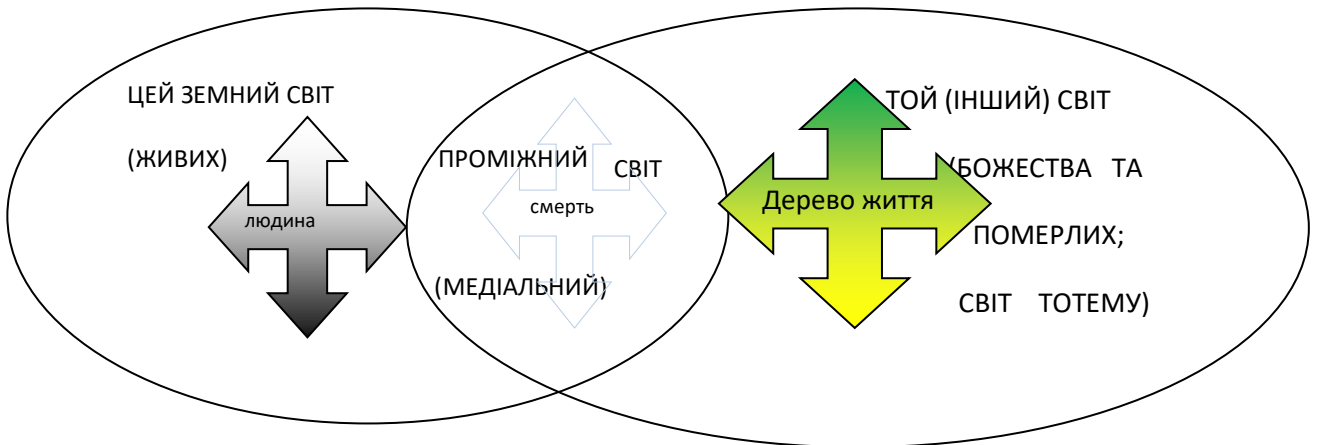 ЦЕЙ ЗЕМНИЙ СВІТ
(ЖИВИХ)
людина
ПРОМІЖНИЙ СВІТ
смерть
(МЕДІАЛЬНИЙ)
ТОЙ (ІНШИЙ) СВІТ
(БОЖЕСТВА ТА
Дерево життя
ПОМЕРЛИХ;
СВІТ ТОТЕМУ)